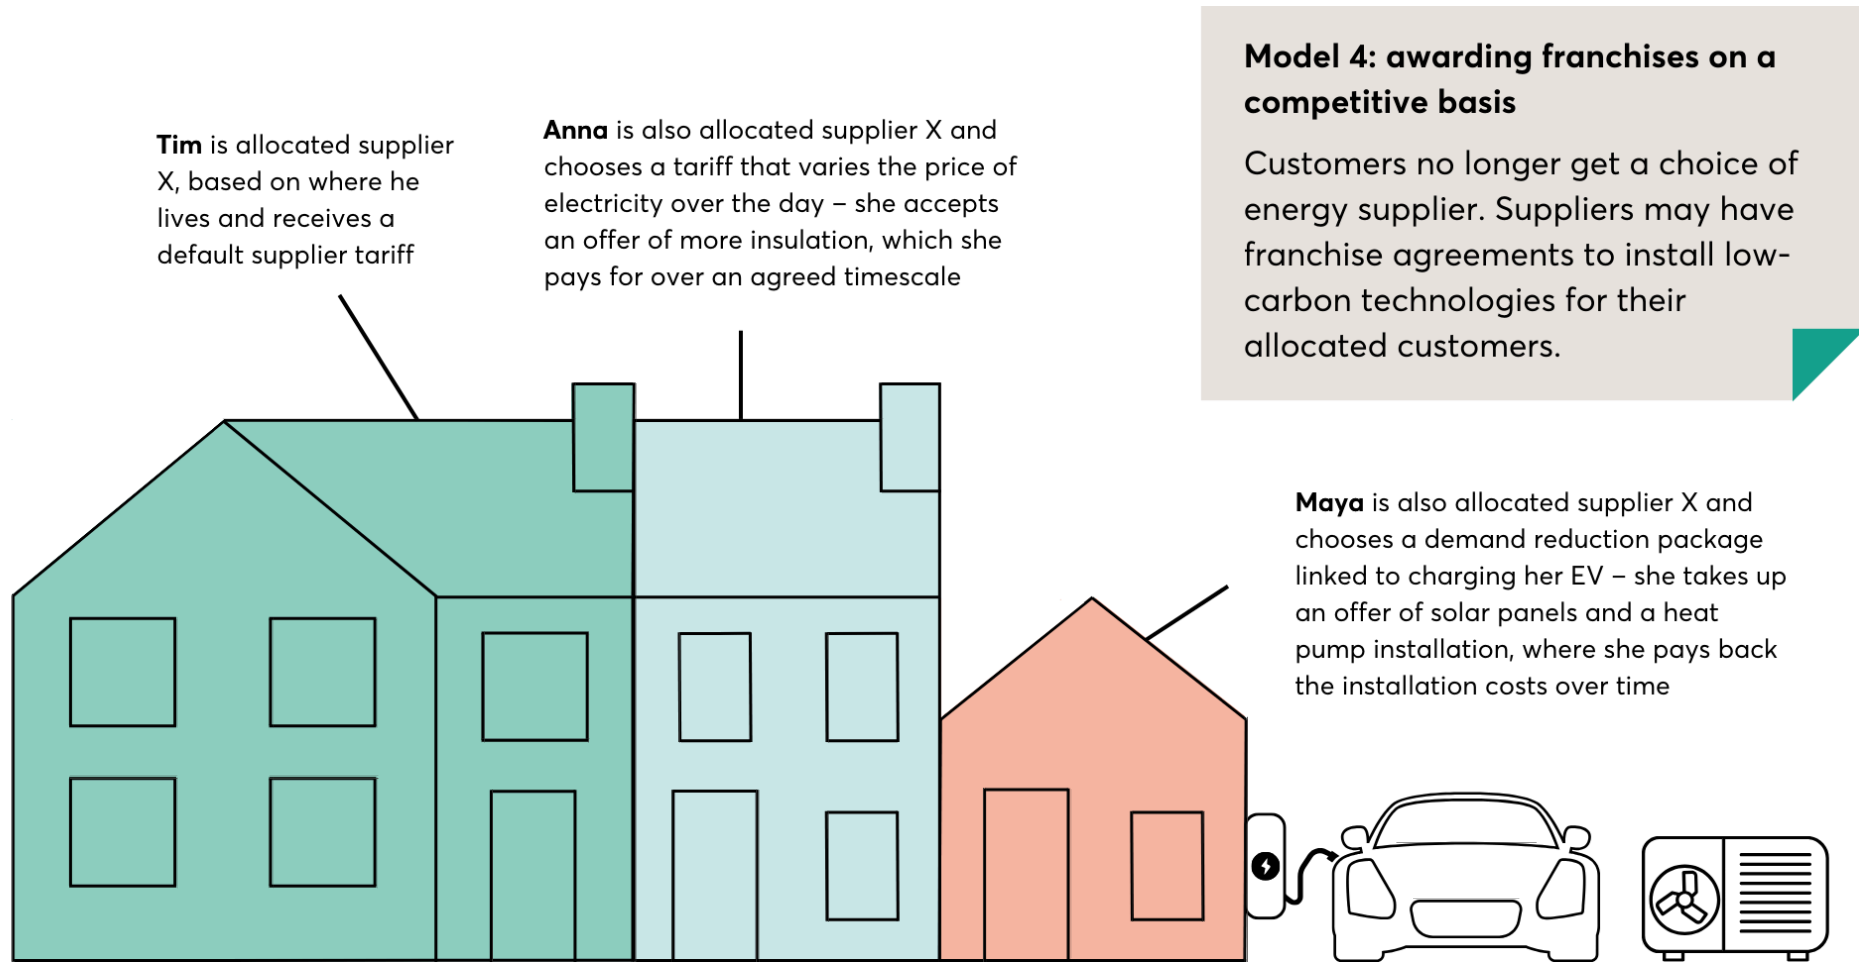 Model 4: awarding franchises on a
competitive basis
Customers no longer get a choice of
energy supplier. Suppliers may have
franchise agreements to install low-
carbon technologies for their
allocated customers.
Tim is allocated supplier
X, based on where he
lives and receives a
default supplier tariff
Anna is also allocated supplier X and
chooses a tariff that varies the price of
electricity over the day – she accepts
an offer of more insulation, which she
pays for over an agreed timescale
Maya is also allocated supplier X and
chooses a demand reduction package
linked to charging her EV – she takes up
an offer of solar panels and a heat
pump installation, where she pays back
the installation costs over time